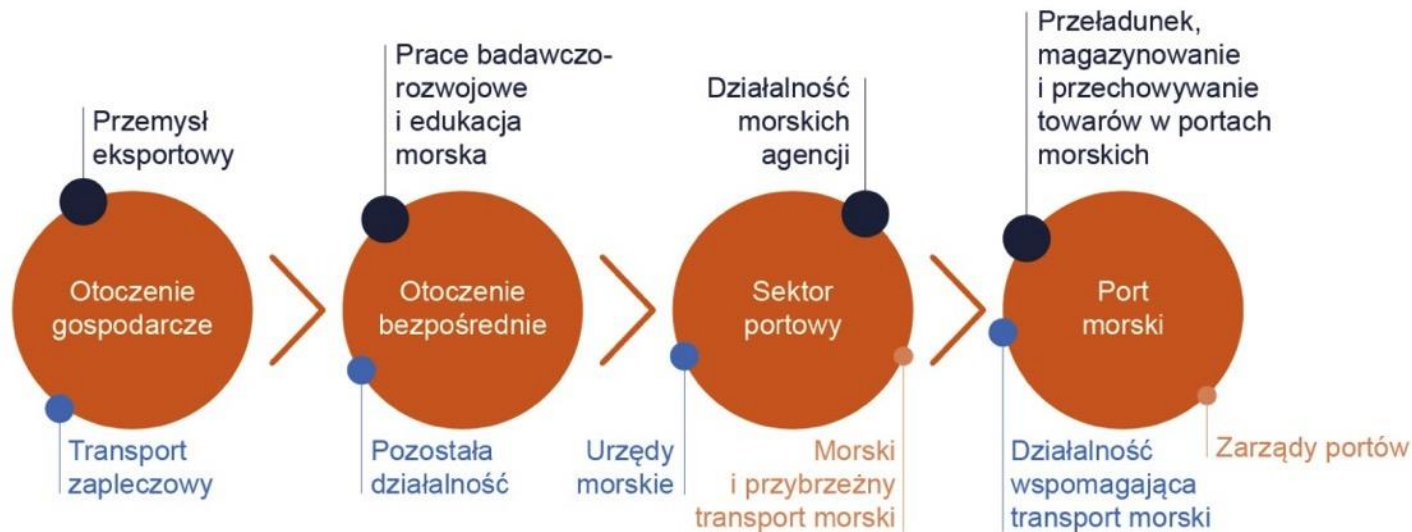 Przemysł
eksportowy
Otoczenie
gospodarcze
Transport
zapleczowy
Prace badawczo-
rozwojowe
i edukacja
morska
Otoczenie
bezpośrednie
Pozostała
działalność
Działalność
morskich
agencji
Sektor
portowy
Urzędy
morskie
Morski
i przybrzeżny
transport morski
Przeładunek,
magazynowanie
i przechowywanie
towarów w portach
morskich
Port
morski
Działalność
wspomagająca
transport morski
Zarządy portów